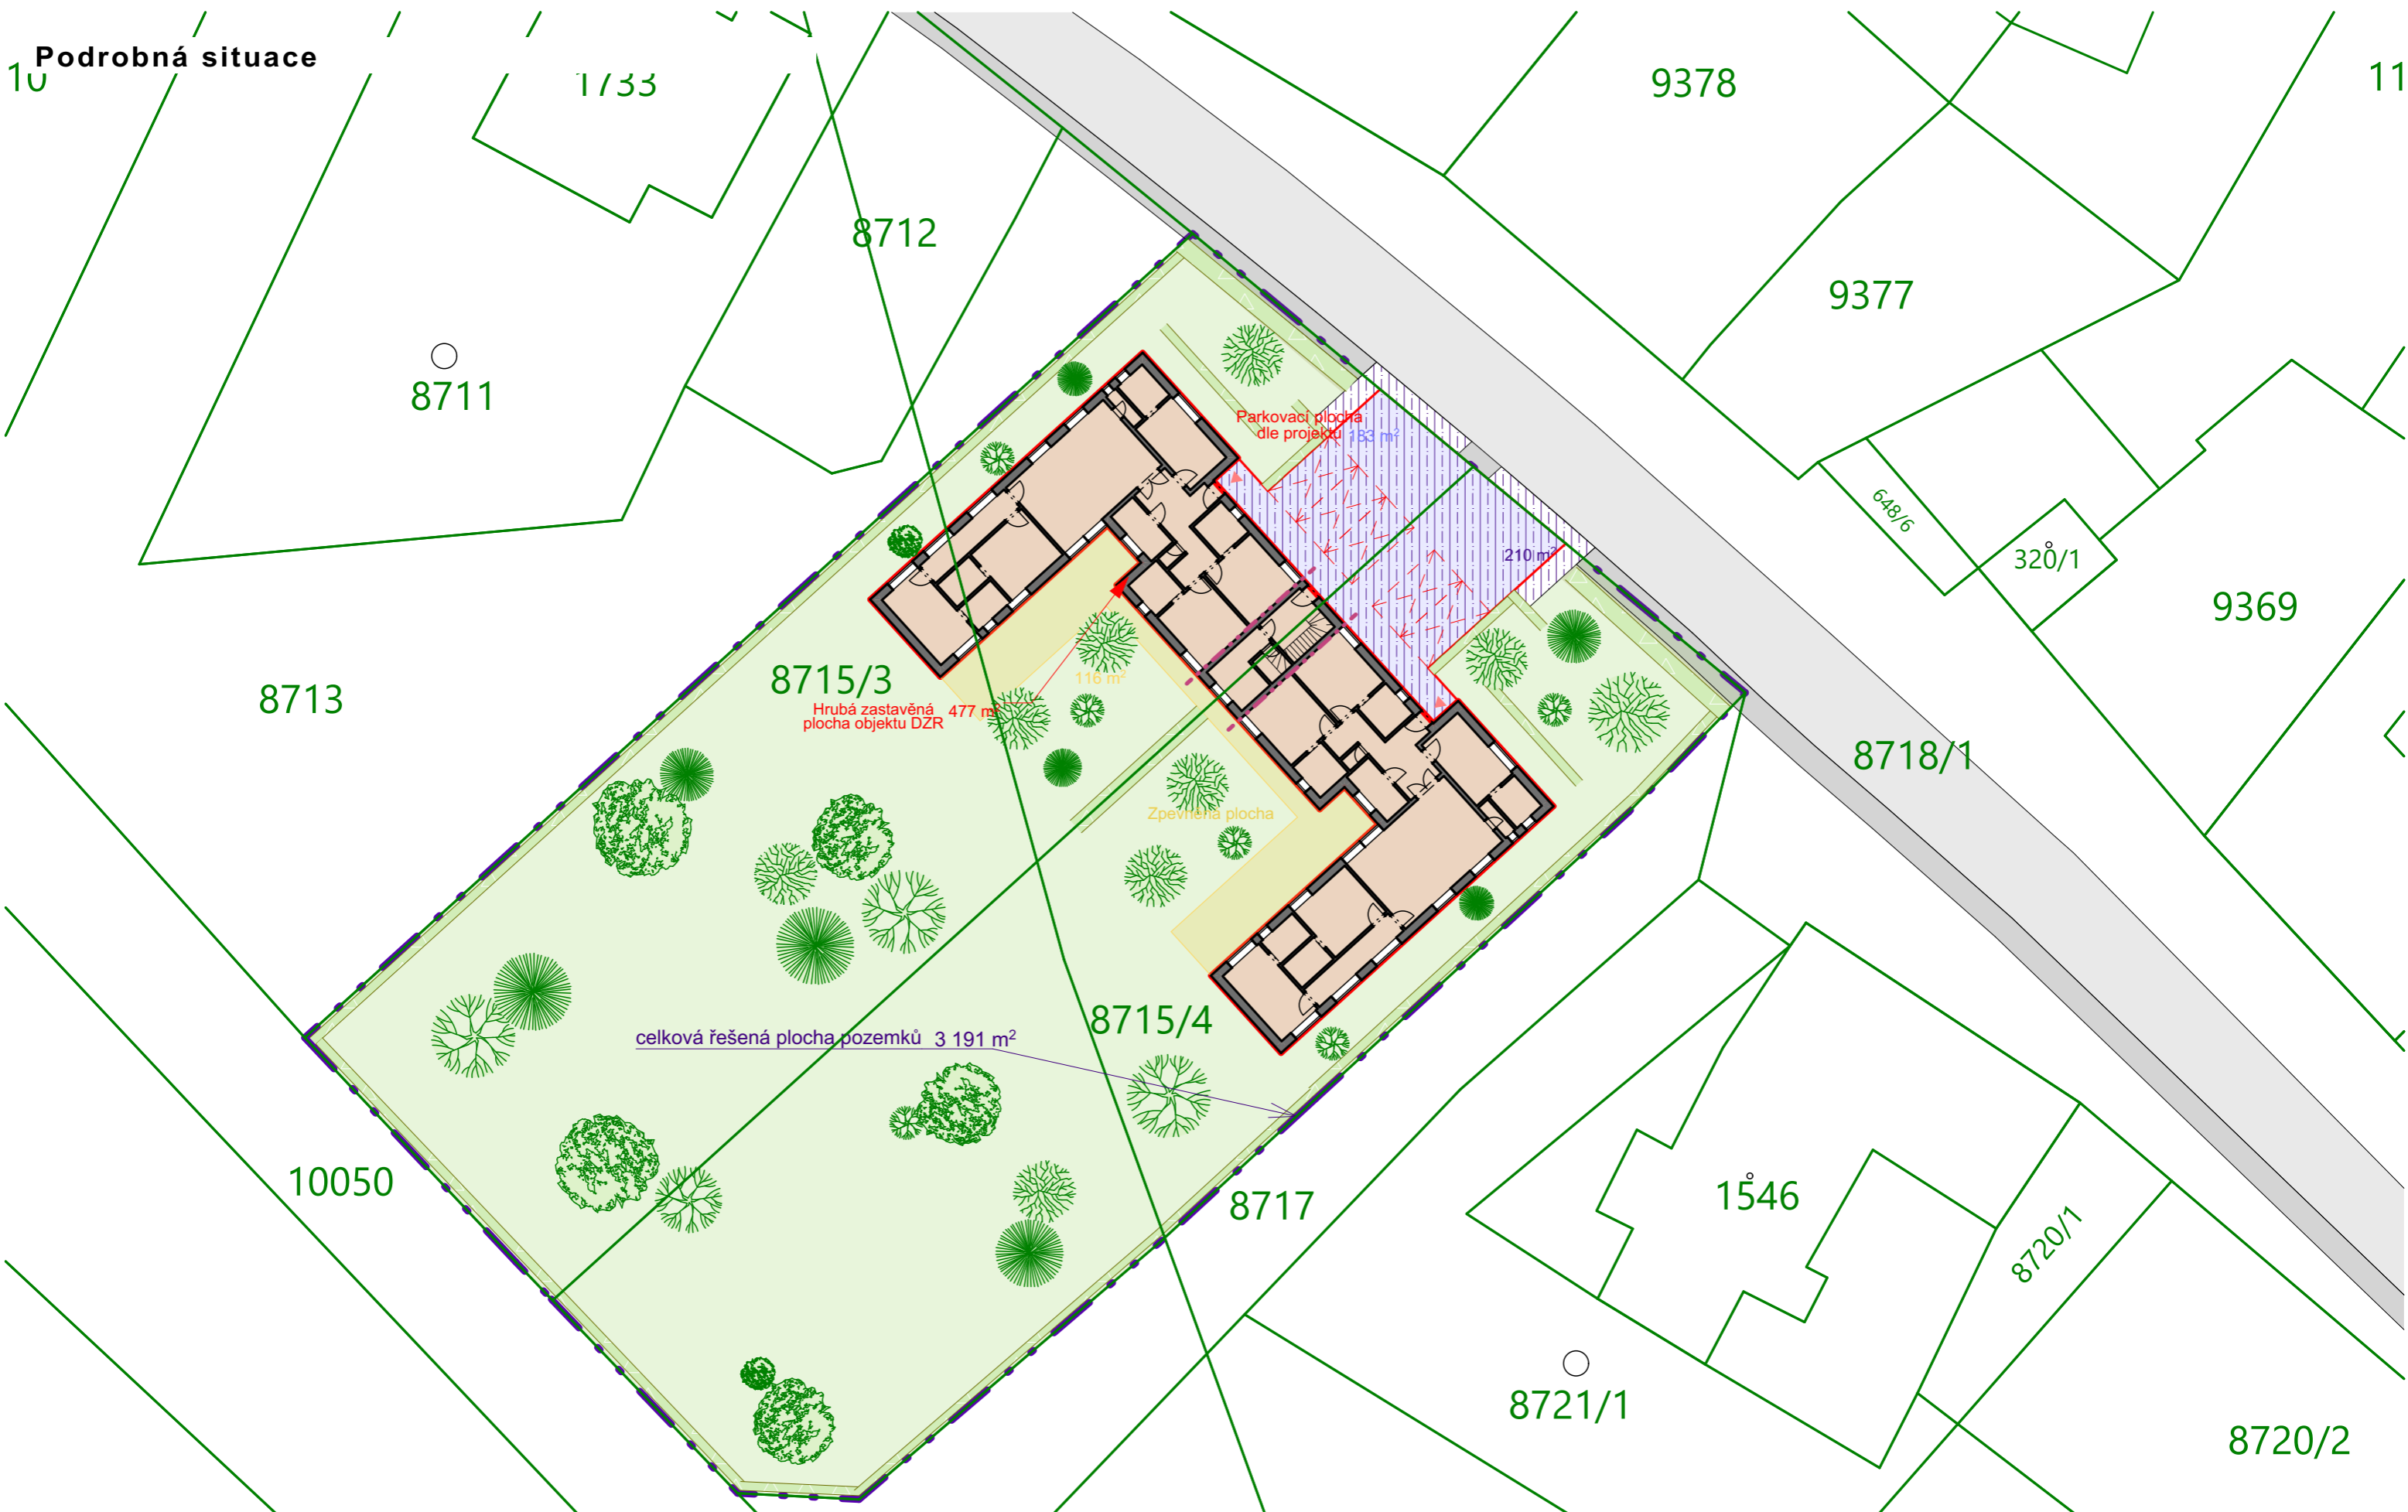 Podrobná situace
10
1733
9378
11
8712
9377
8711
Parkovací plocha
dle projektu 183 m²
648/6
320/1
210 m²
9369
8713
8715/3
116 m²
Hrubá zastavěná
plocha objektu DZR 477 m²
8718/1
Zpevněná plocha
8715/4
celková řešená plocha pozemků 3 191 m²
10050
8717
1546
8720/1
8721/1
8720/2